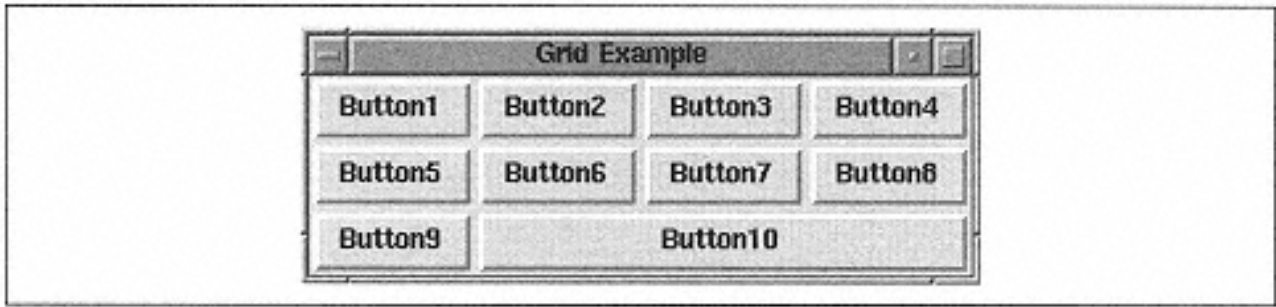 Grid Example
Button1 Button2 Button3 Button4
Button5 Button6 Button7 Button8
Button9 Button10